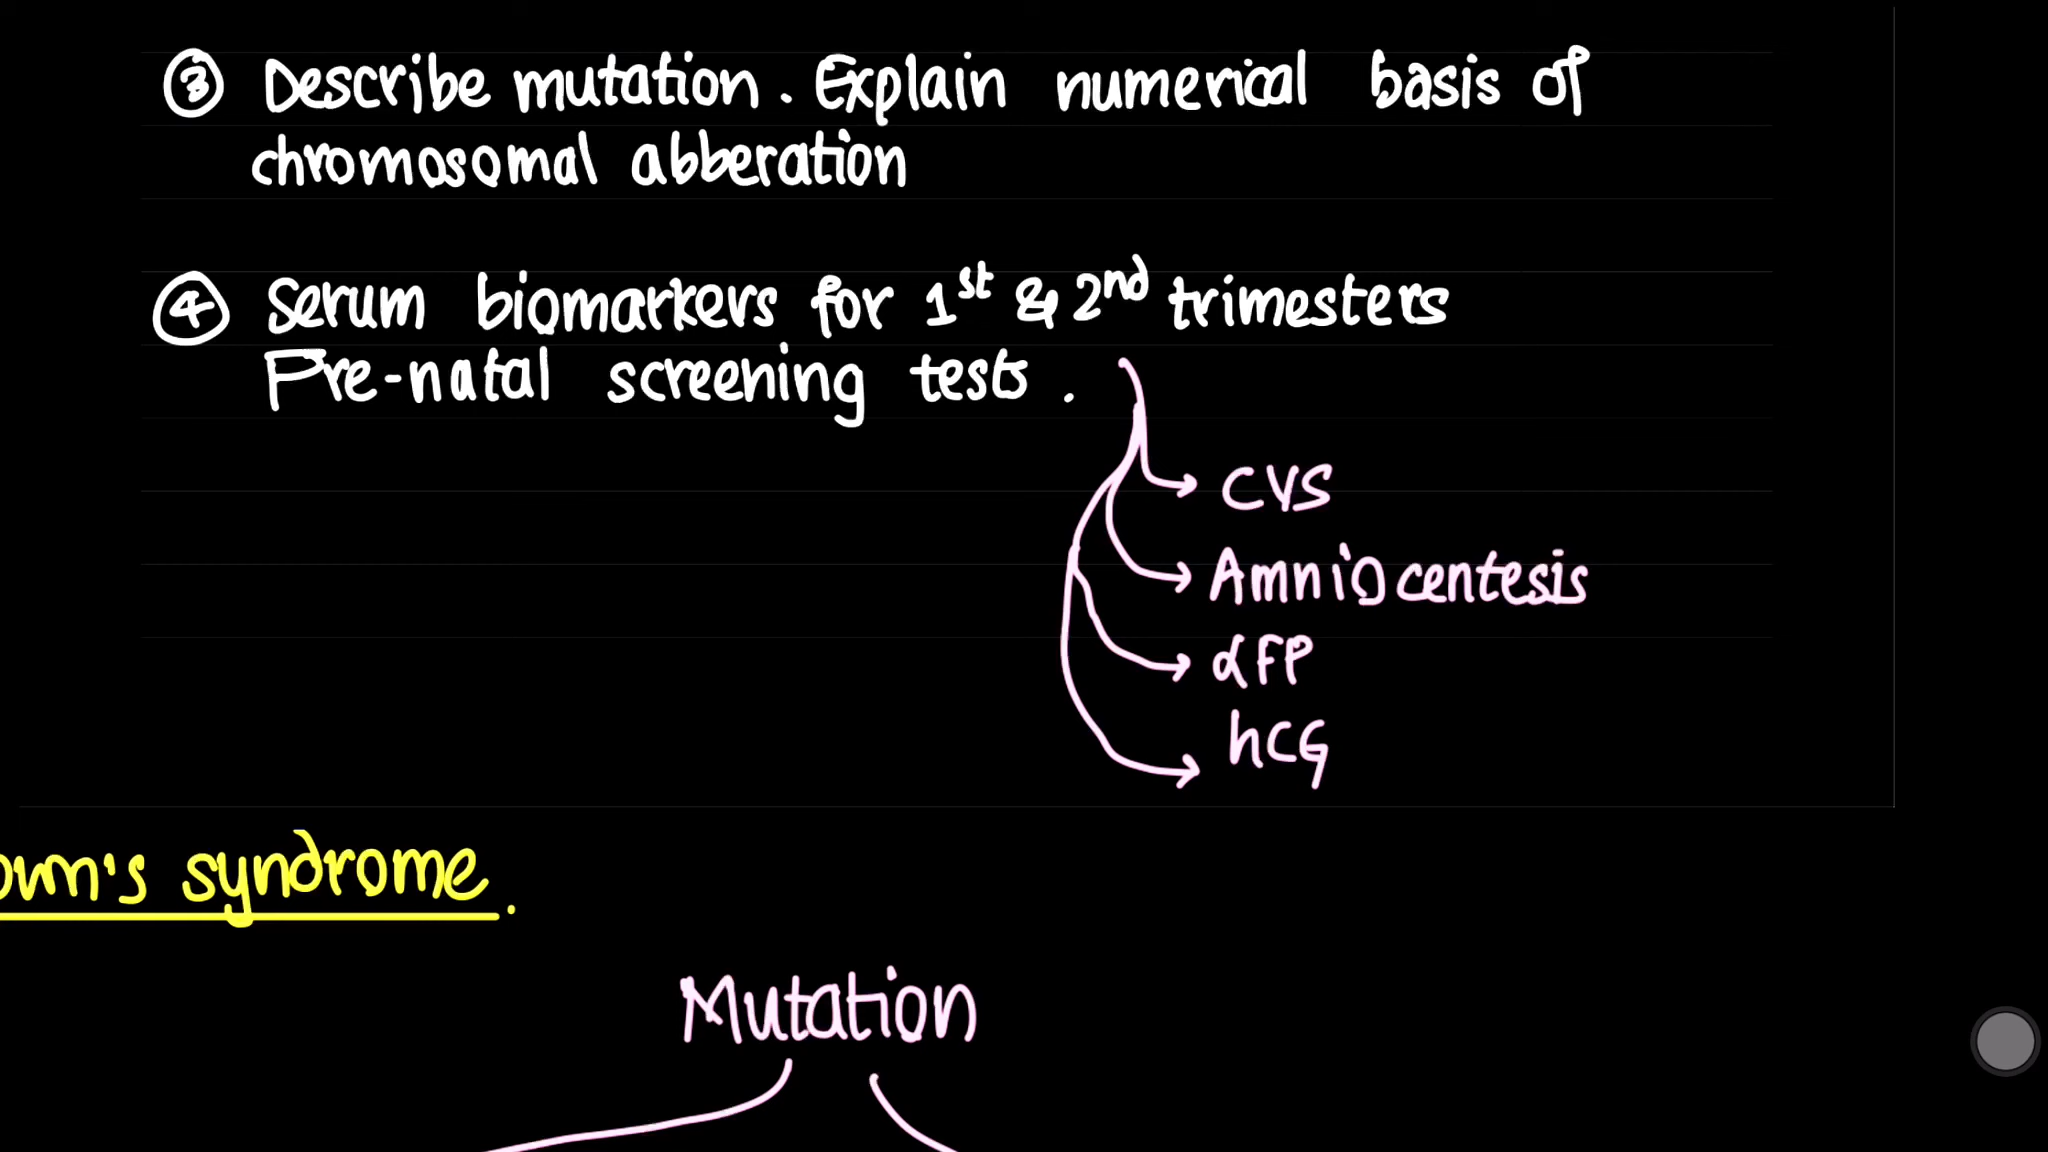 ③ Describe mutation. Explain numerical basis of
chromosomal abberation
④ Serum biomarkers for 1st & 2nd trimesters
Pre-natal screening tests.
→ CVS
→ Amniocentesis
→ αFP
→ hCG
own's syndrome.
Mutation